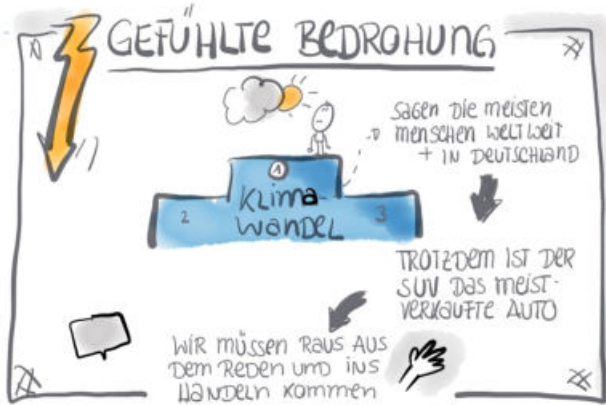 GEFÜHLTE BEDROHUNG
SAGEN DIE MEISTEN
MENSCHEN WELTWEIT
+ IN DEUTSCHLAND
1
KLIMA
WANDEL
2
3
TROTZDEM IST DER
SUV DAS MEIST-
VERKAUFTE AUTO
WIR MÜSSEN RAUS AUS
DEM REDEN UND INS
HANDELN KOMMEN